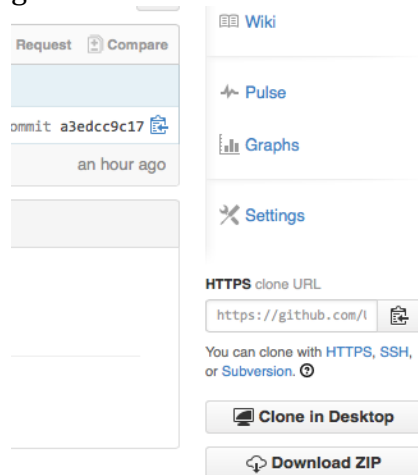 Request Compare
ommit a3edcc9c17
an hour ago
Wiki
Pulse
Graphs
Settings
HTTPS clone URL
https://github.com/
You can clone with HTTPS, SSH,
or Subversion.
Clone in Desktop
Download ZIP